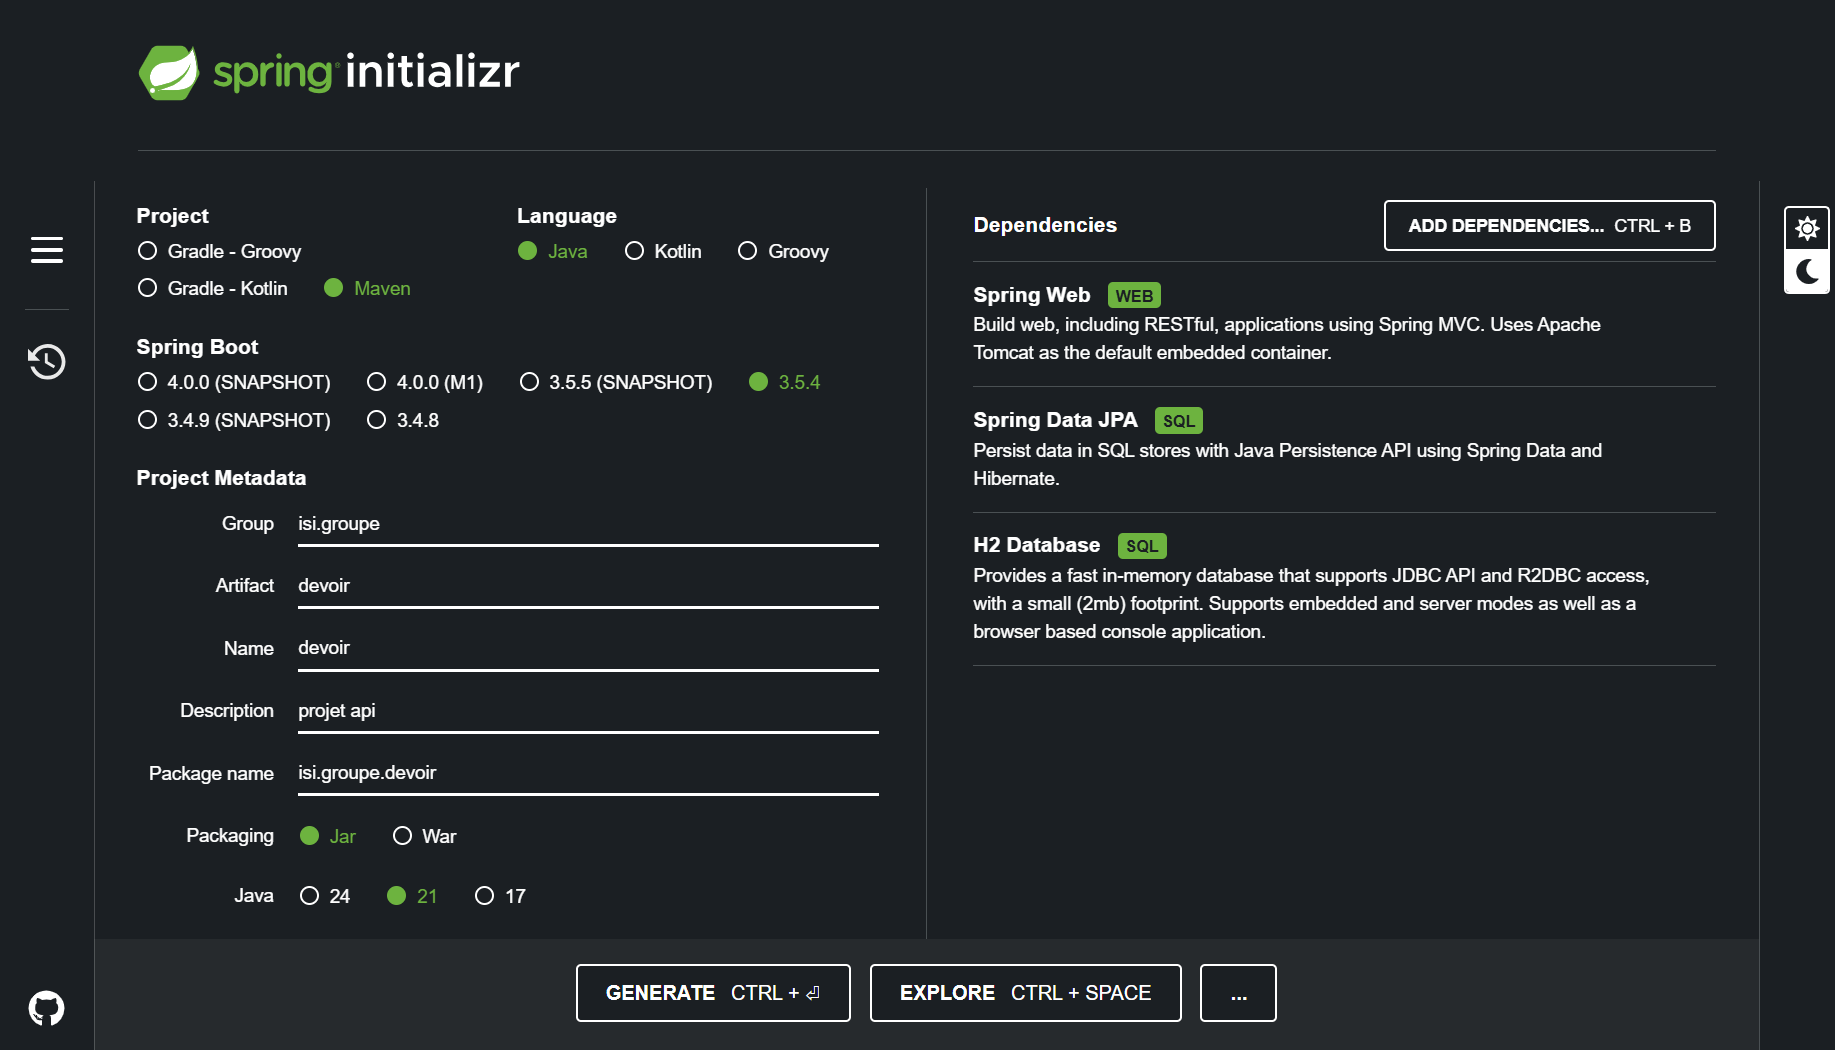 spring initializr
Project
Gradle - Groovy
Gradle - Kotlin Maven
Language
Java Kotlin Groovy
Spring Boot
4.0.0 (SNAPSHOT) 4.0.0 (M1) 3.5.5 (SNAPSHOT) 3.5.4
3.4.9 (SNAPSHOT) 3.4.8
Project Metadata
Group isi.groupe
Artifact devoir
Name devoir
Description projet api
Package name isi.groupe.devoir
Packaging Jar War
Java 24 21 17
Dependencies
ADD DEPENDENCIES... CTRL + B
Spring Web WEB
Build web, including RESTful, applications using Spring MVC. Uses Apache
Tomcat as the default embedded container.
Spring Data JPA SQL
Persist data in SQL stores with Java Persistence API using Spring Data and
Hibernate.
H2 Database SQL
Provides a fast in-memory database that supports JDBC API and R2DBC access,
with a small (2mb) footprint. Supports embedded and server modes as well as a
browser based console application.
GENERATE CTRL + ⏎
EXPLORE CTRL + SPACE
...